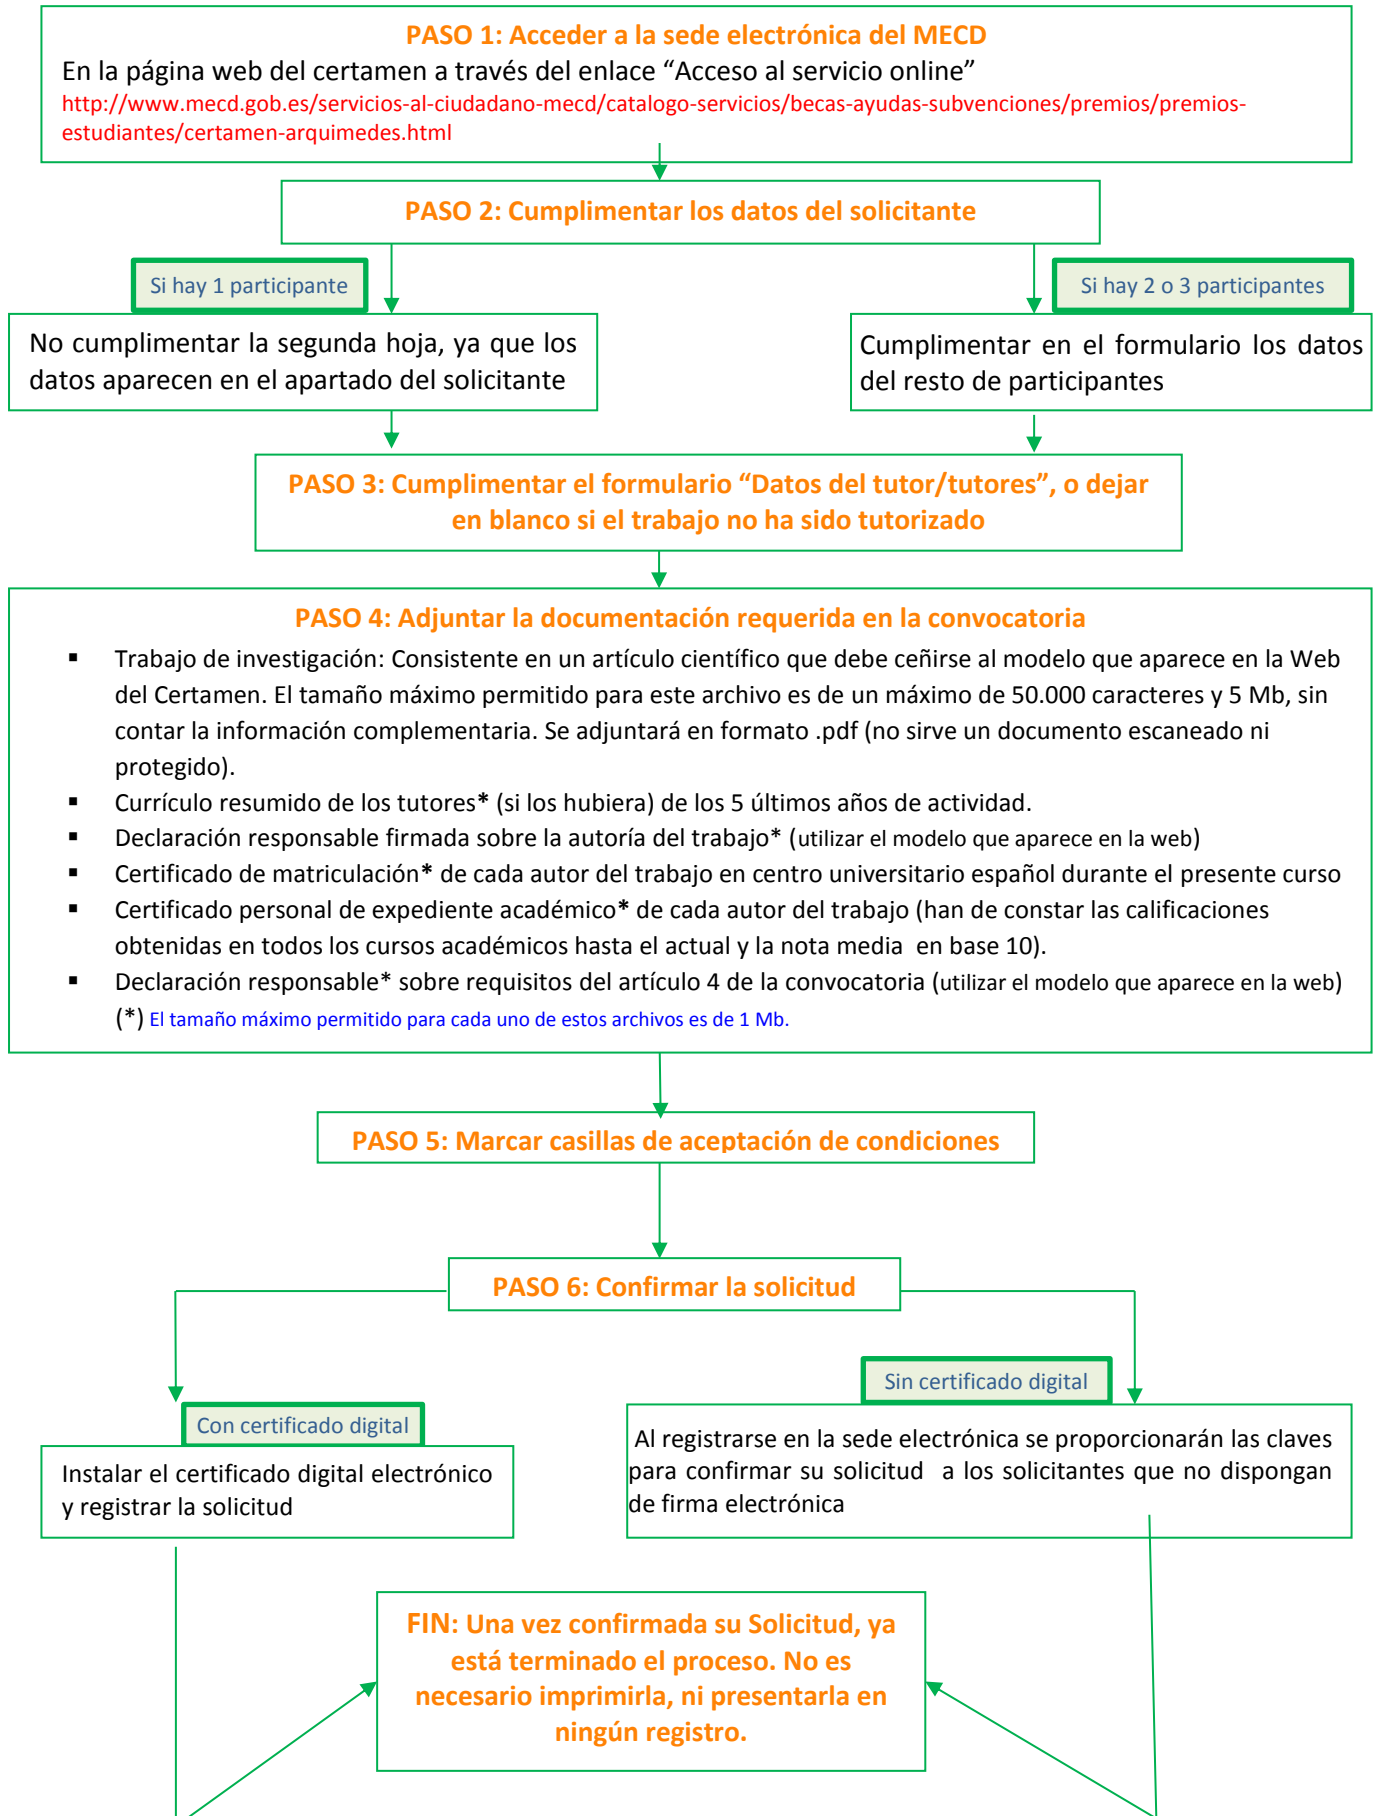 PASO 1: Acceder a la sede electrónica del MECD
En la página web del certamen a través del enlace “Acceso al servicio online”
http://www.mecd.gob.es/servicios-al-ciudadano-mecd/catalogo-servicios/becas-ayudas-subvenciones/premios/premios-
estudiantes/certamen-arquimedes.html
PASO 2: Cumplimentar los datos del solicitante
Si hay 1 participante
Si hay 2 o 3 participantes
No cumplimentar la segunda hoja, ya que los
datos aparecen en el apartado del solicitante
Cumplimentar en el formulario los datos
del resto de participantes
PASO 3: Cumplimentar el formulario “Datos del tutor/tutores”, o dejar
en blanco si el trabajo no ha sido tutorizado
PASO 4: Adjuntar la documentación requerida en la convocatoria
▪ Trabajo de investigación: Consistente en un artículo científico que debe ceñirse al modelo que aparece en la Web
del Certamen. El tamaño máximo permitido para este archivo es de un máximo de 50.000 caracteres y 5 Mb, sin
contar la información complementaria. Se adjuntará en formato .pdf (no sirve un documento escaneado ni
protegido).
▪ Currículo resumido de los tutores* (si los hubiera) de los 5 últimos años de actividad.
▪ Declaración responsable firmada sobre la autoría del trabajo* (utilizar el modelo que aparece en la web)
▪ Certificado de matriculación* de cada autor del trabajo en centro universitario español durante el presente curso
▪ Certificado personal de expediente académico* de cada autor del trabajo (han de constar las calificaciones
obtenidas en todos los cursos académicos hasta el actual y la nota media en base 10).
▪ Declaración responsable* sobre requisitos del artículo 4 de la convocatoria (utilizar el modelo que aparece en la web)
(*) El tamaño máximo permitido para cada uno de estos archivos es de 1 Mb.
PASO 5: Marcar casillas de aceptación de condiciones
PASO 6: Confirmar la solicitud
Sin certificado digital
Con certificado digital
Instalar el certificado digital electrónico
y registrar la solicitud
Al registrarse en la sede electrónica se proporcionarán las claves
para confirmar su solicitud a los solicitantes que no dispongan
de firma electrónica
FIN: Una vez confirmada su Solicitud, ya
está terminado el proceso. No es
necesario imprimirla, ni presentarla en
ningún registro.